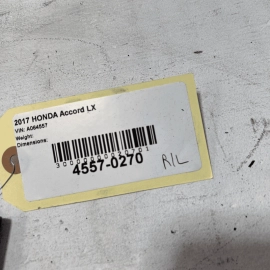 2017 HONDA Accord LX
VIN: A064557
Weight:
Dimensions:
4557-0270
R/L